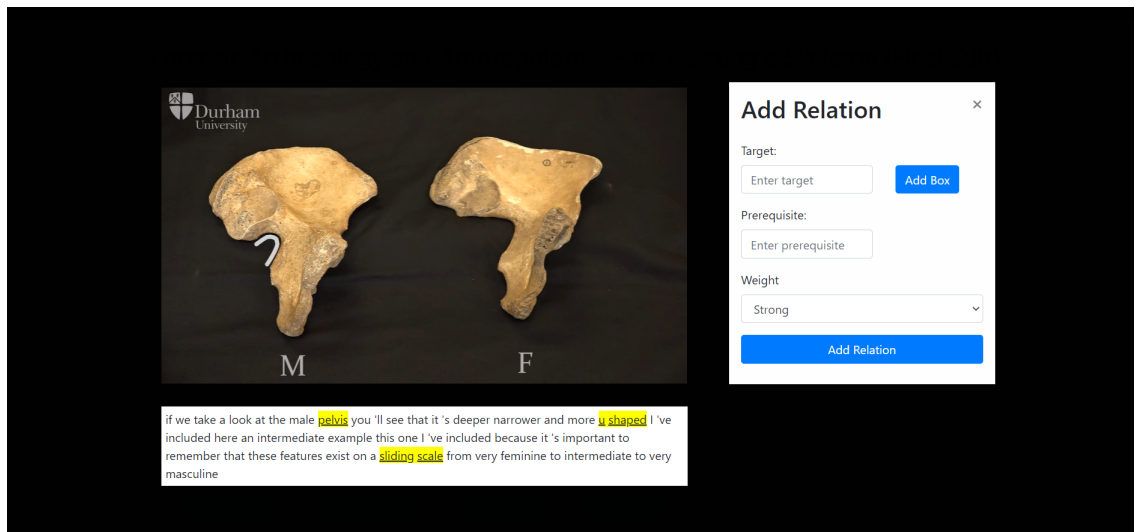 Durham
University
M
F
Add Relation
×
Target:
Enter target
Add Box
Prerequisite:
Enter prerequisite
Weight
Strong
Add Relation
if we take a look at the male pelvis you 'll see that it 's deeper narrower and more u shaped I 've
included here an intermediate example this one I 've included because it 's important to
remember that these features exist on a sliding scale from very feminine to intermediate to very
masculine